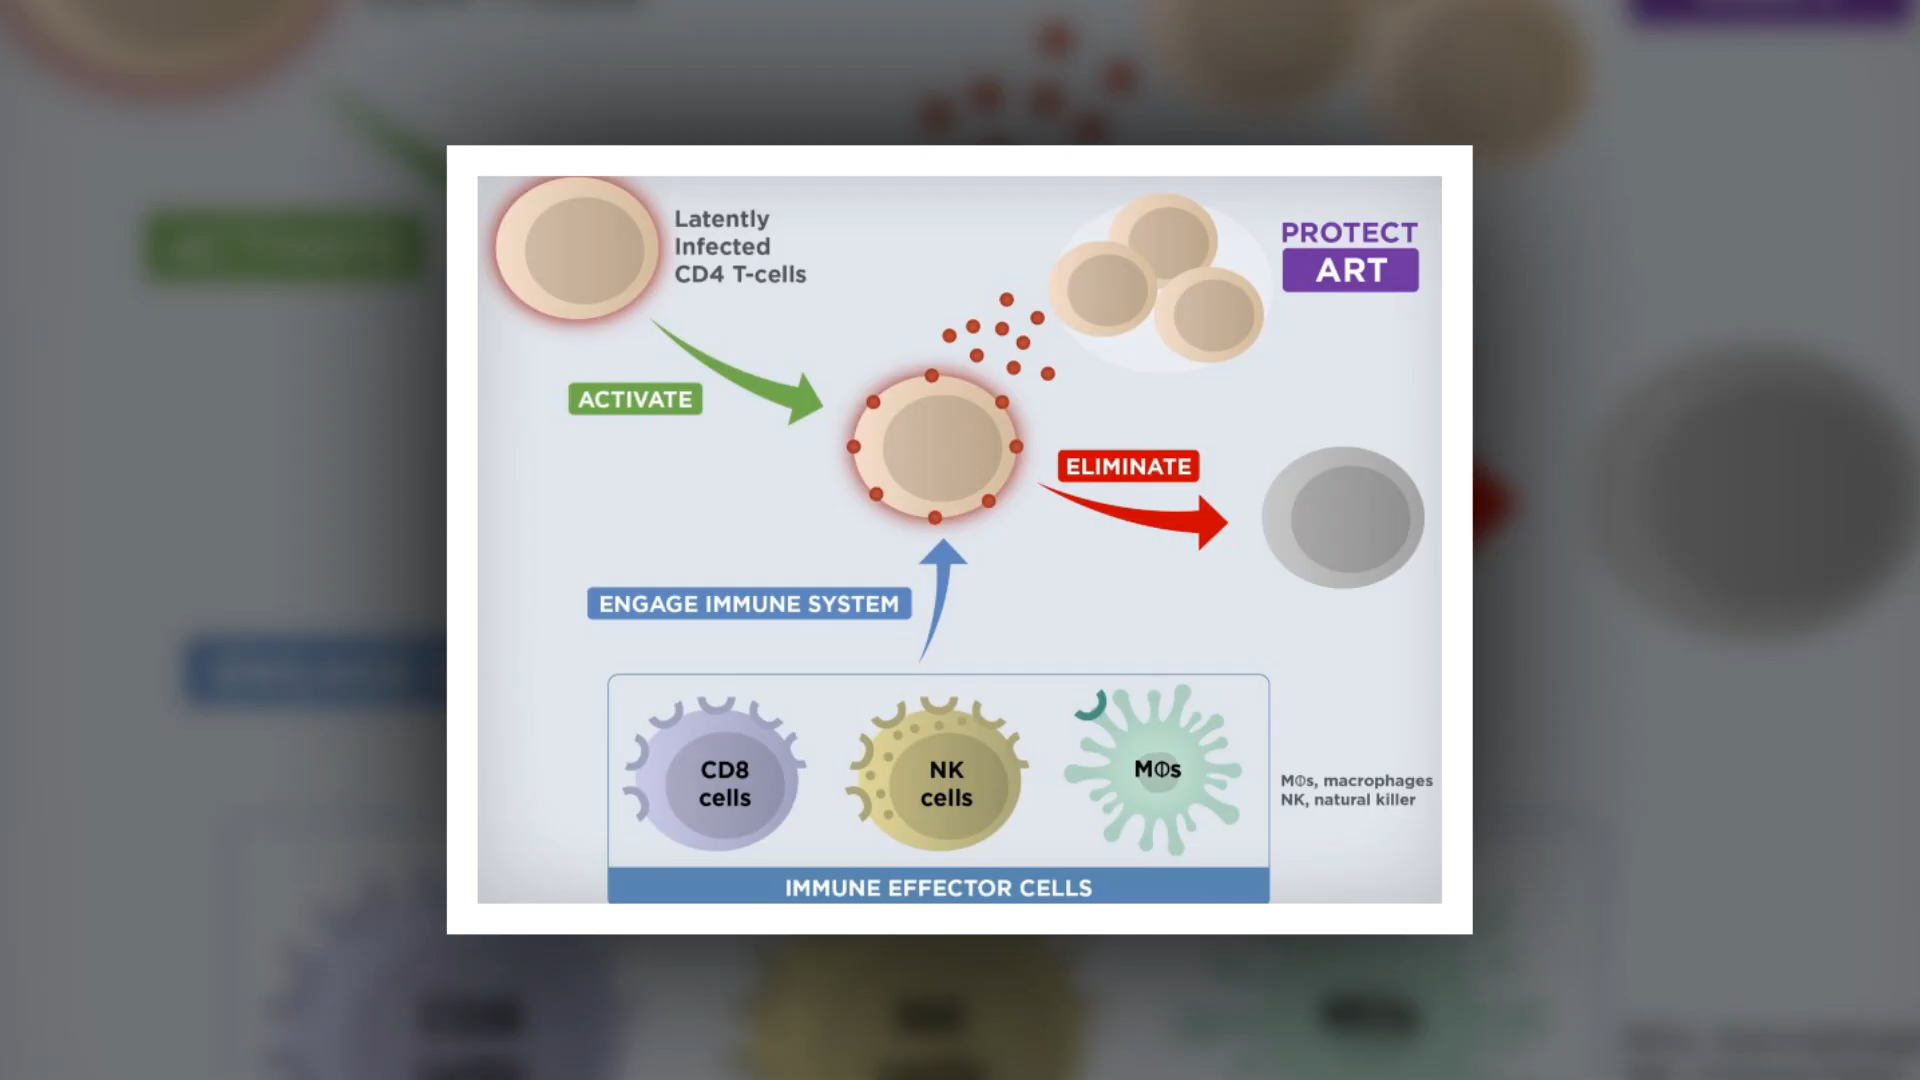 Latently
Infected
CD4 T-cells
PROTECT
ART
ACTIVATE
ELIMINATE
ENGAGE IMMUNE SYSTEM
CD8
cells
NK
cells
MΦs
MΦs, macrophages
NK, natural killer
IMMUNE EFFECTOR CELLS